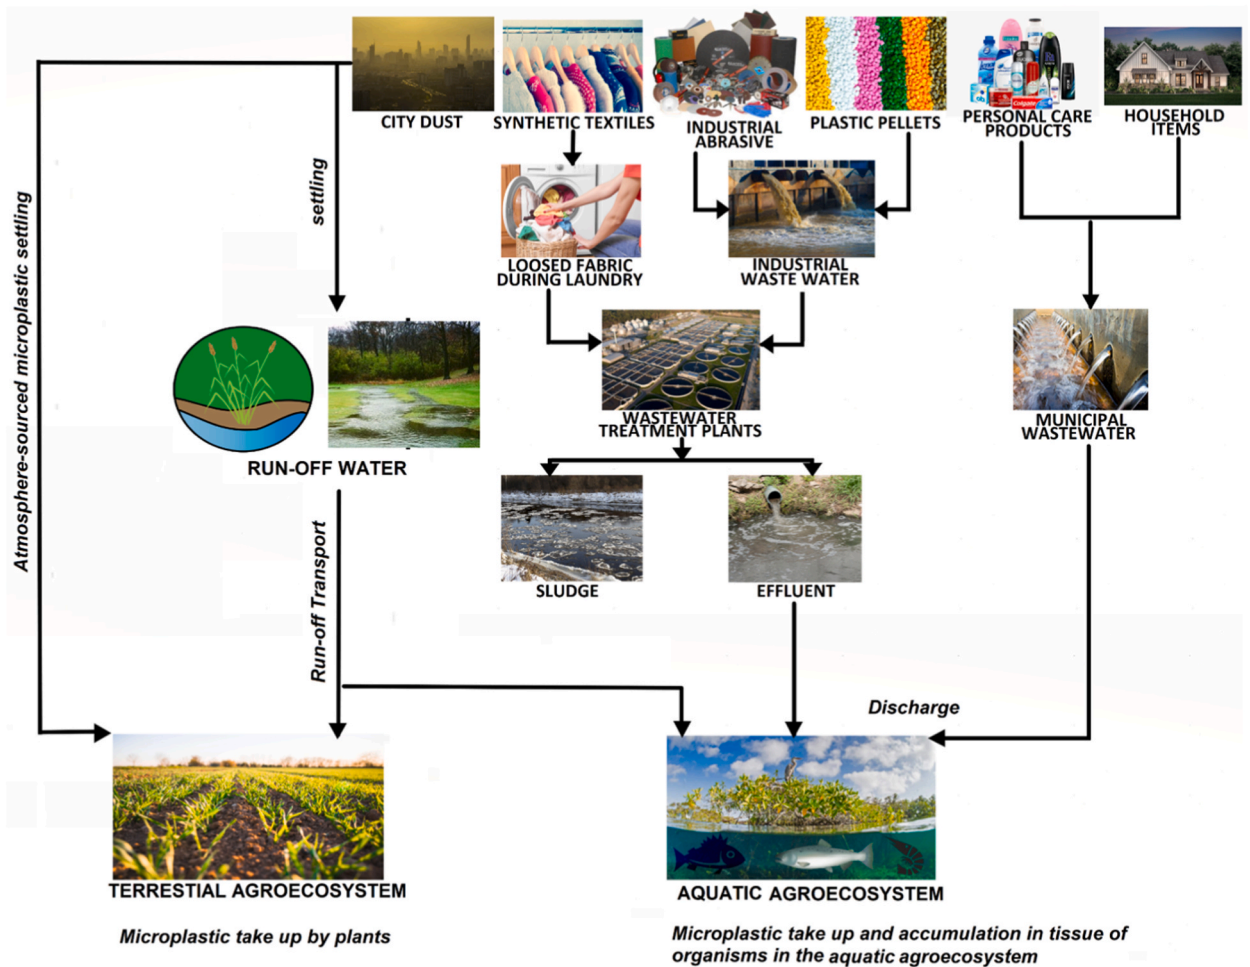 CITY DUST
SYNTHETIC TEXTILES
INDUSTRIAL
ABRASIVE
PLASTIC PELLETS
PERSONAL CARE
PRODUCTS
HOUSEHOLD
ITEMS
Colgate
settling
Atmosphere-sourced microplastic settling
LOOSED FABRIC
DURING LAUNDRY
INDUSTRIAL
WASTE WATER
WASTEWATER
TREATMENT PLANTS
MUNICIPAL
WASTEWATER
RUN-OFF WATER
Run-off Transport
SLUDGE
EFFLUENT
Discharge
TERRESTIAL AGROECOSYSTEM
AQUATIC AGROECOSYSTEM
Microplastic take up by plants
Microplastic take up and accumulation in tissue of
organisms in the aquatic agroecosystem